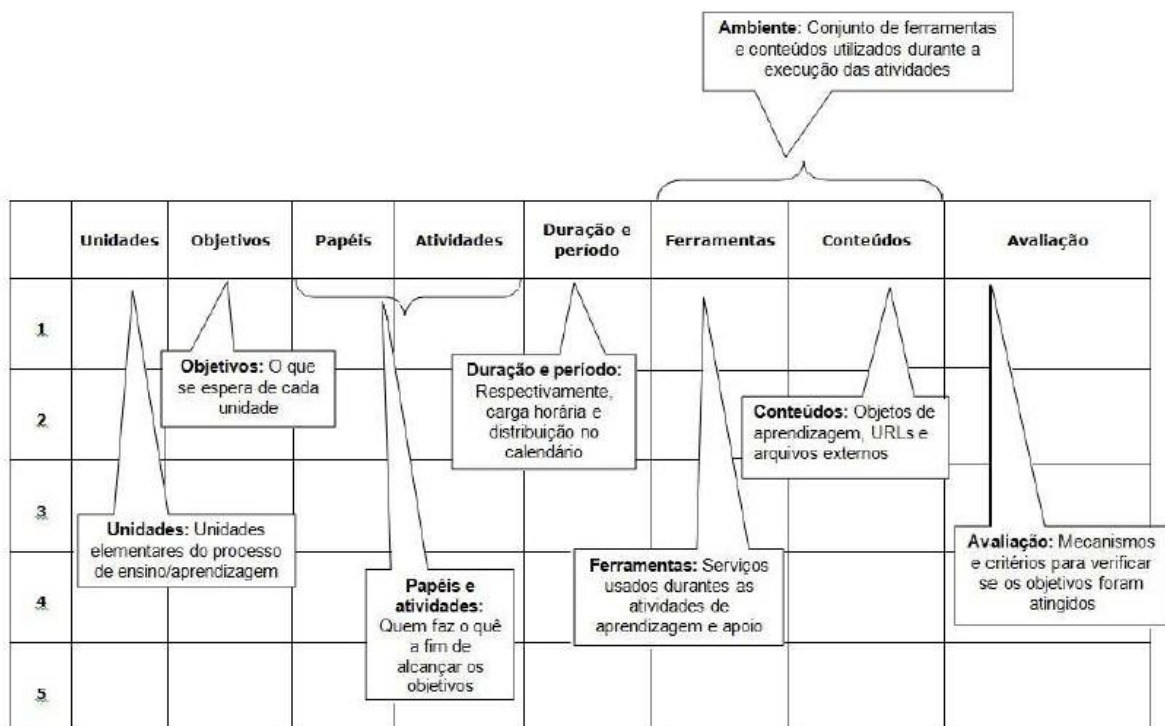 Ambiente: Conjunto de ferramentas
e conteúdos utilizados durante a
execução das atividades
Unidades
Objetivos
Papéis
Atividades
Duração e
período
Ferramentas
Conteúdos
Avaliação
1
2
3
4
5
Objetivos: O que
se espera de cada
unidade
Duração e período:
Respectivamente,
carga horária e
distribuição no
calendário
Conteúdos: Objetos de
aprendizagem, URLs e
arquivos externos
Unidades: Unidades
elementares do processo
de ensino/aprendizagem
Papéis e
atividades:
Quem faz o quê
a fim de
alcançar os
objetivos
Ferramentas: Serviços
usados durantes as
atividades de
aprendizagem e apoio
Avaliação: Mecanismos
e critérios para verificar
se os objetivos foram
atingidos